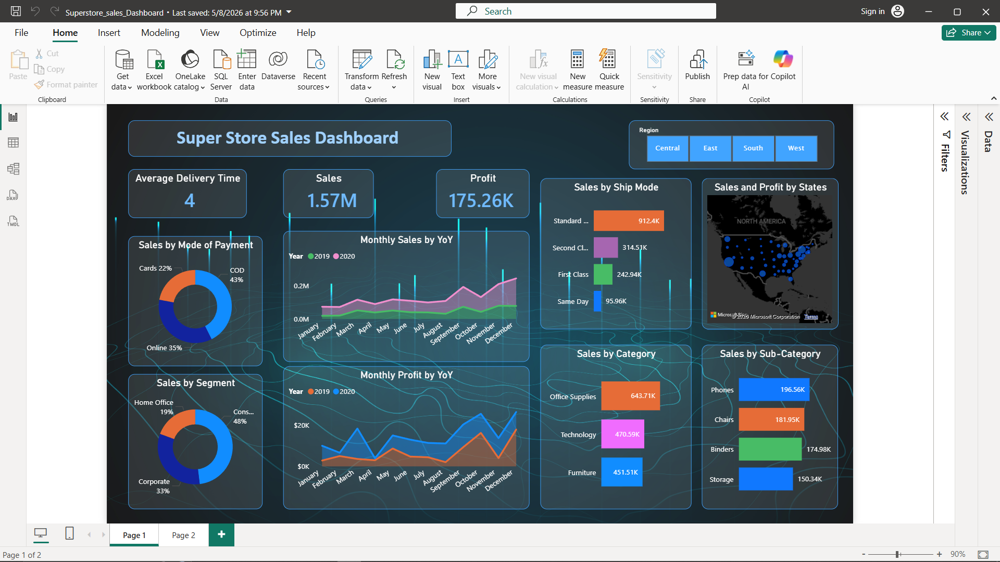 Superstore_sales_Dashboard • Last saved: 5/8/2026 at 9:56 PM
Search
Sign in
File
Home
Insert
Modeling
View
Optimize
Help
Share
Paste
Cut
Copy
Format painter
Clipboard
Get data
Excel workbook
OneLake catalog
SQL Server
Enter data
Dataverse
Recent sources
Data
Transform data
Refresh
Queries
New visual
Text box
More visuals
Insert
New visual calculation
New measure
Quick measure
Calculations
Sensitivity
Sensitivity
Publish
Share
Prep data for AI
Copilot
Copilot
DAX
TMDL
Super Store Sales Dashboard
Region
Central
East
South
West
Average Delivery Time
4
Sales
1.57M
Profit
175.26K
Sales by Mode of Payment
Cards 22%
COD
43%
Online 35%
Sales by Segment
Home Office
19%
Cons...
48%
Corporate
33%
Monthly Sales by YoY
Year 2019 2020
0.2M
0.0M
January
February
March
April
May
June
July
August
September
October
November
December
Monthly Profit by YoY
Year 2019 2020
$20K
$0K
January
February
March
April
May
June
July
August
September
October
November
December
Sales by Ship Mode
Standard ... 912.4K
Second Cl... 314.51K
First Class 242.94K
Same Day 95.96K
Sales and Profit by States
NORTH AMERICA
© 2026 Microsoft Corporation Terms
Sales by Category
Office Supplies 643.71K
Technology 470.59K
Furniture 451.51K
Sales by Sub-Category
Phones 196.56K
Chairs 181.95K
Binders 174.98K
Storage 150.34K
Filters
Visualizations
Data
Page 1
Page 2
Page 1 of 2
90%